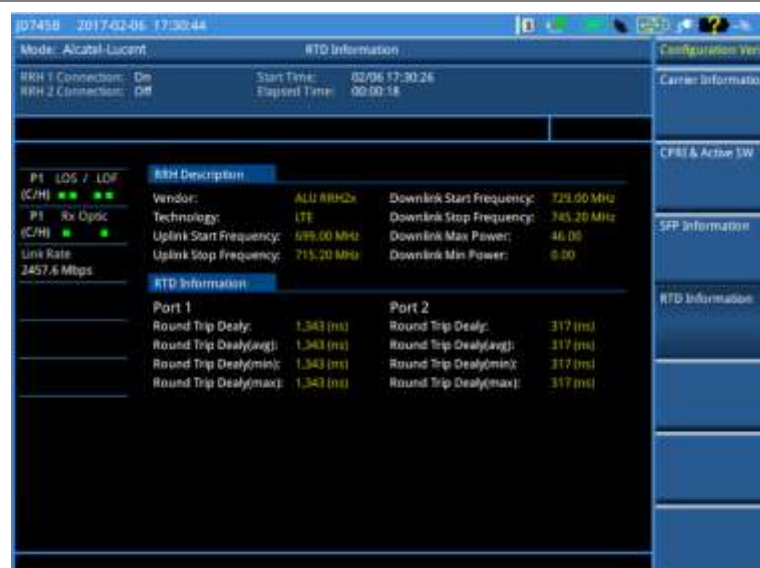 JD745B 2017-02-06 17:30:44
Mode: Alcatel-Lucent RTD Information
Configuration Ver
RRH 1 Connection: On Start Time: 02/06 17:30:26
RRH 2 Connection: Off Elapsed Time: 00:00:18
Carrier Informatio
CPRI & Active SW
SFP Information
RTD Information
P1 LOS / LOF
(C/H)
P1 Rx Optic
(C/H)
Link Rate
2457.6 Mbps
RRH Description
Vendor: ALU RRH2x Downlink Start Frequency: 729.00 MHz
Technology: LTE Downlink Stop Frequency: 745.20 MHz
Uplink Start Frequency: 699.00 MHz Downlink Max Power: 46.00
Uplink Stop Frequency: 715.20 MHz Downlink Min Power: 0.00
RTD Information
Port 1 Port 2
Round Trip Dealy: 1,343 (ns) Round Trip Dealy: 317 (ns)
Round Trip Dealy(avg): 1,343 (ns) Round Trip Dealy(avg): 317 (ns)
Round Trip Dealy(min): 1,343 (ns) Round Trip Dealy(min): 317 (ns)
Round Trip Dealy(max): 1,343 (ns) Round Trip Dealy(max): 317 (ns)